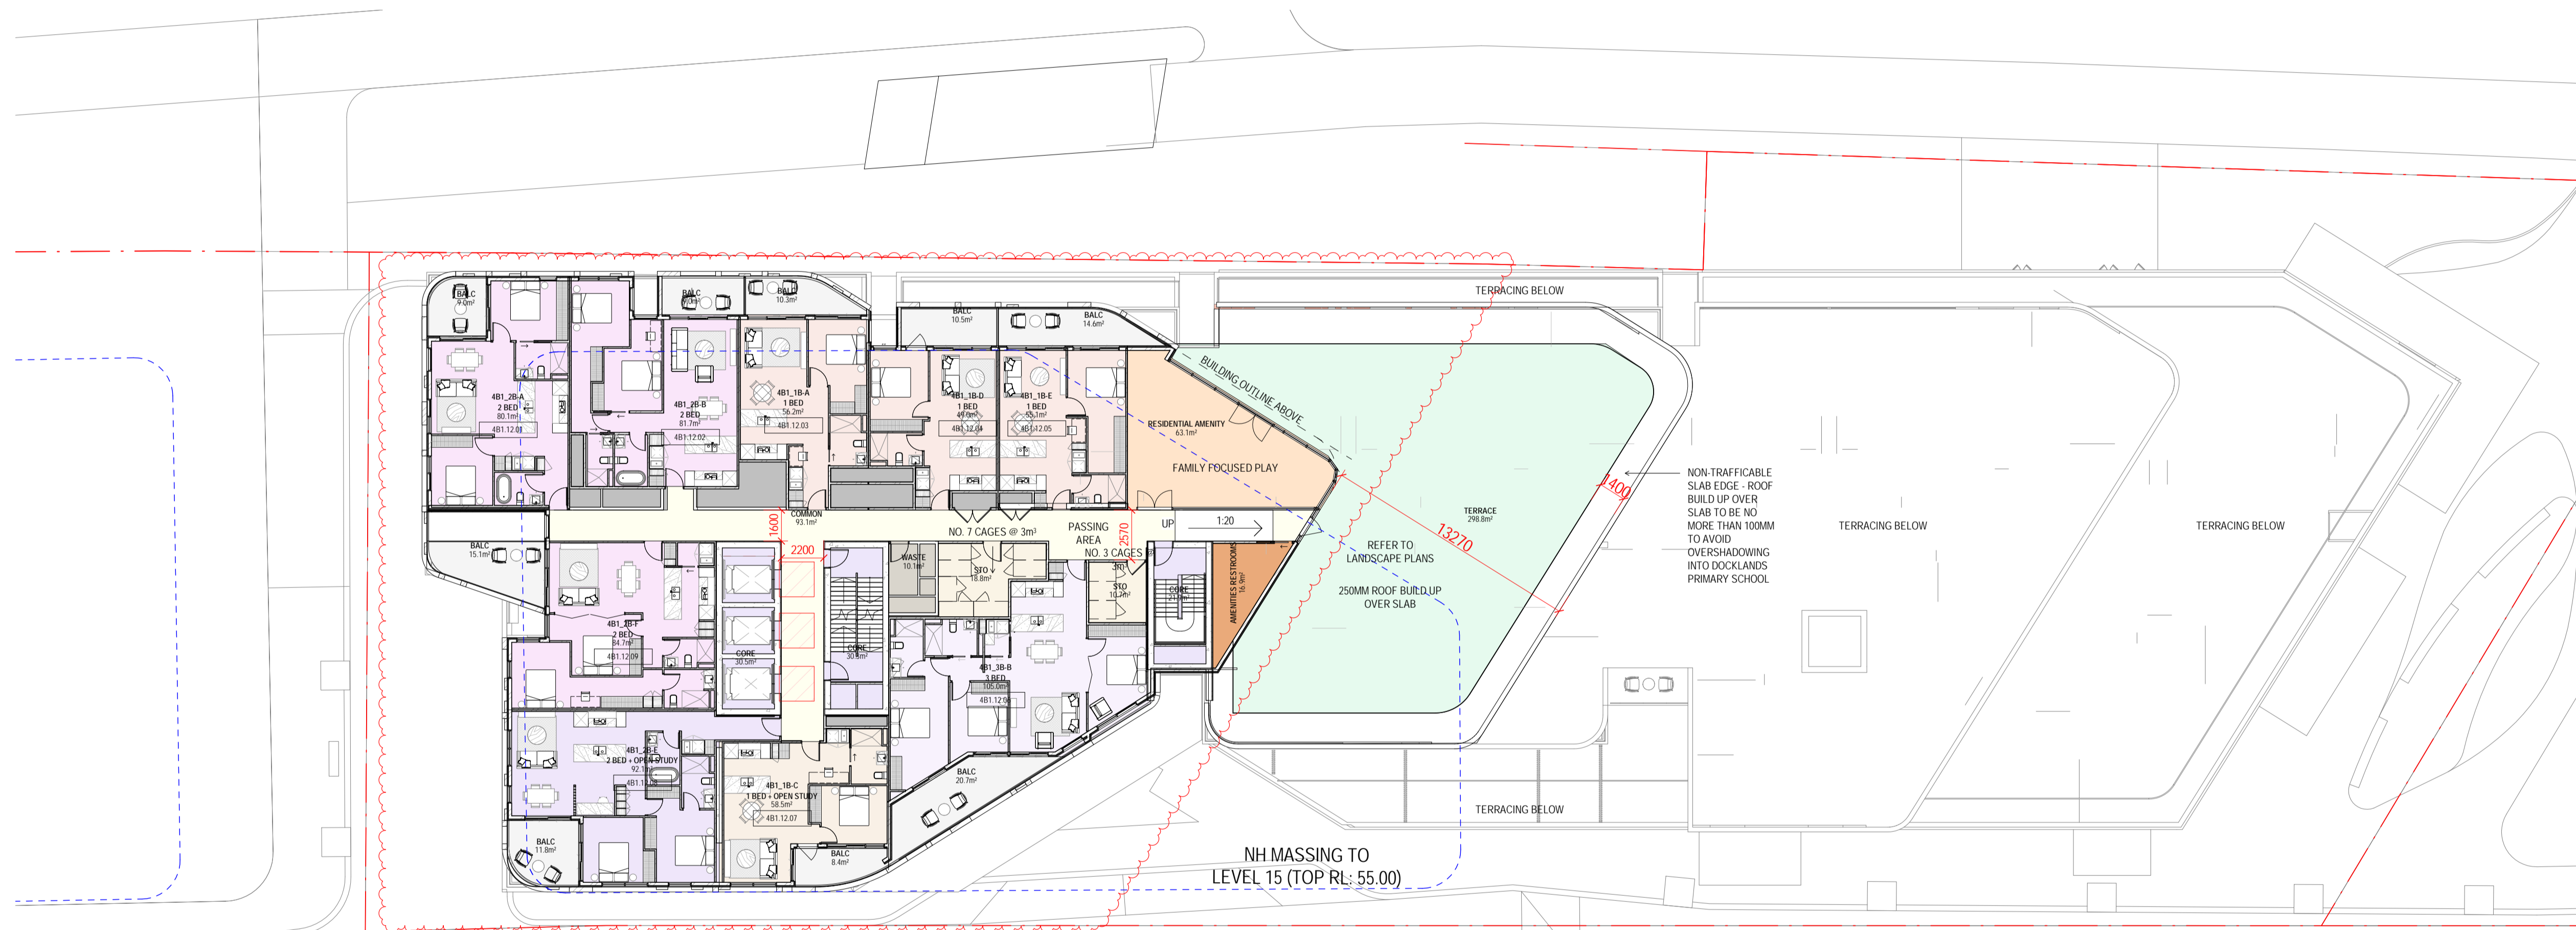 TERRACING BELOW
BALC
9.0m²
BALC
9.0m²
BALC
10.3m²
BALC
10.5m²
BALC
14.6m²
4B1_2B-A
2 BED
80.1m²
4B1.12.01
4B1_2B-B
2 BED
81.7m²
4B1.12.02
4B1_1B-A
1 BED
56.2m²
4B1.12.03
4B1_1B-D
1 BED
4B1.12.04
4B1_1B-E
1 BED
55.1m²
4B1.12.05
BUILDING OUTLINE ABOVE
RESIDENTIAL AMENITY
63.1m²
FAMILY FOCUSED PLAY
TERRACE
298.8m²
REFER TO
LANDSCAPE PLANS
250MM ROOF BUILD UP
OVER SLAB
13270
1400
NON-TRAFFICABLE
SLAB EDGE - ROOF
BUILD UP OVER
SLAB TO BE NO
MORE THAN 100MM
TO AVOID
OVERSHADOWING
INTO DOCKLANDS
PRIMARY SCHOOL
TERRACING BELOW
TERRACING BELOW
COMMON
93.1m²
1600
2200
NO. 7 CAGES @ 3m³
PASSING
AREA
2570
UP
1:20
NO. 3 CAGES @
3m³
BALC
15.1m²
WASTE
10.1m²
STO
18.8m²
STO
10.7m²
CORE
AMENITIES RESTROOMS
16.9m²
4B1_2B-F
2 BED
84.7m²
4B1.12.09
CORE
30.5m²
CORE
4B1_3B-B
3 BED
105.0m²
4B1.12.06
4B1_2B-E
2 BED + OPEN STUDY
92.1m²
4B1.12.08
4B1_1B-C
1 BED + OPEN STUDY
58.5m²
4B1.12.07
BALC
20.7m²
BALC
11.8m²
BALC
8.4m²
TERRACING BELOW
NH MASSING TO
LEVEL 15 (TOP RL: 55.00)